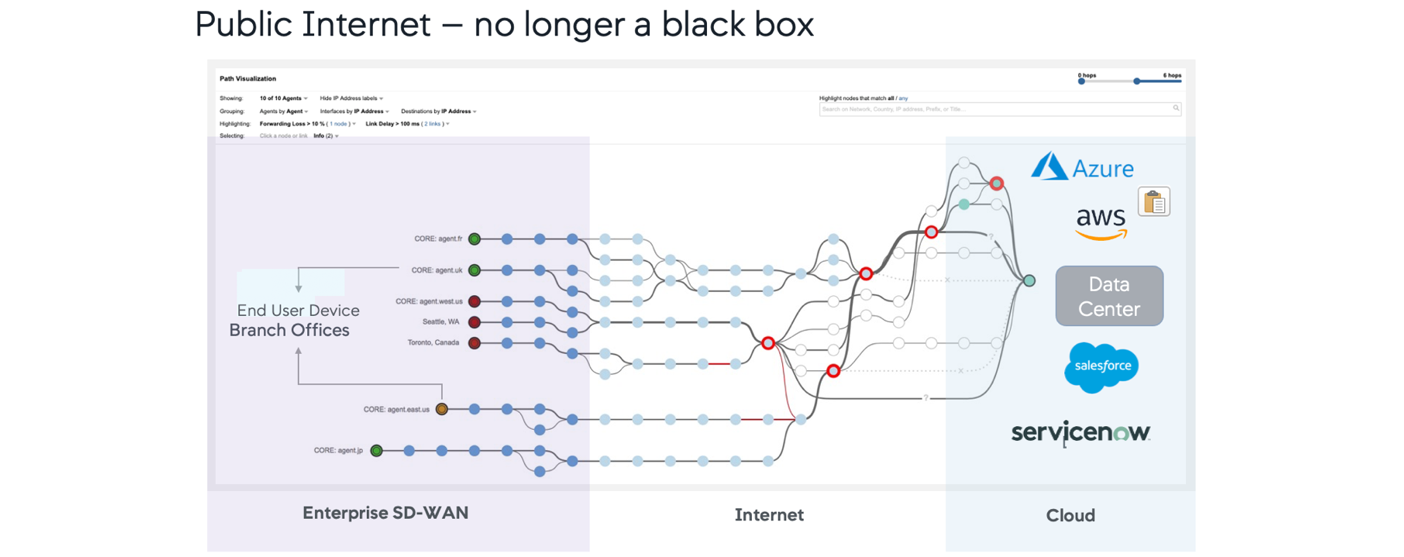 Public Internet – no longer a black box
Path Visualization
0 hops
6 hops
Showing: 10 of 10 Agents Hide IP Address labels
Highlight nodes that match all / any
Grouping: Agents by Agent Interfaces by IP Address Destinations by IP Address
Search on Network, Country, IP address, Prefix, or Title...
Highlighting: Forwarding Loss > 10 % ( 1 node ) Link Delay > 100 ms ( 2 links )
Selecting: Click a node or link Info (2)
Azure
aws
CORE: agent.fr
?
CORE: agent.uk
x
Data
Center
End User Device
Branch Offices
CORE: agent.west.us
Seattle, WA
Toronto, Canada
salesforce
x
?
CORE: agent.east.us
servicenow
CORE: agent.jp
Enterprise SD-WAN
Internet
Cloud